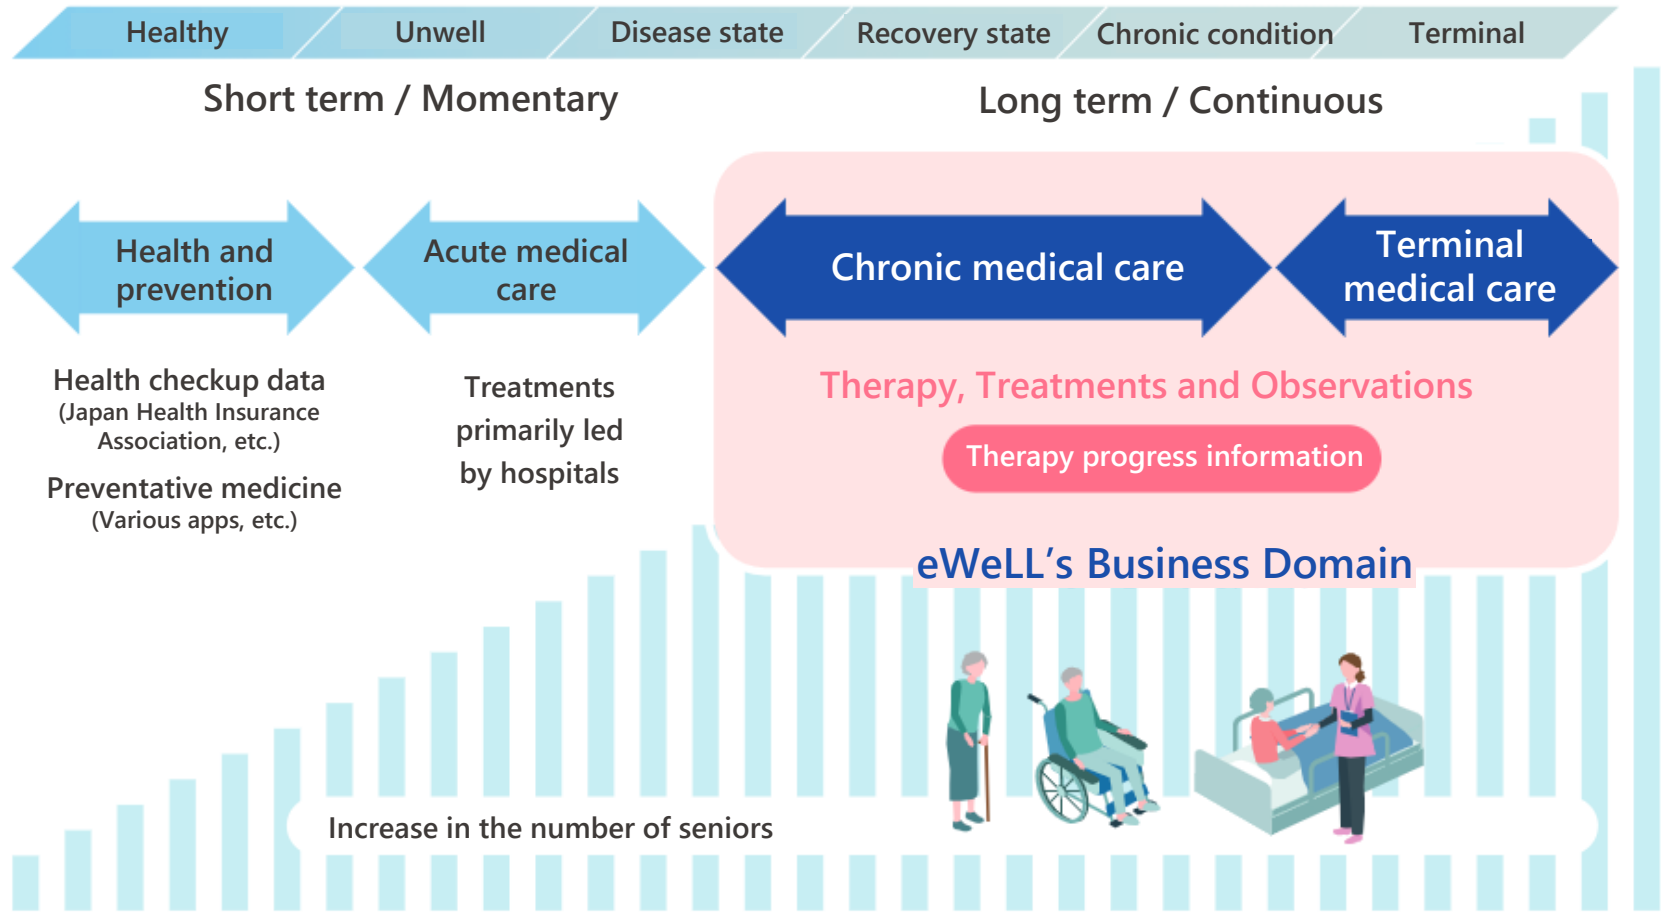 Healthy
Unwell
Disease state
Recovery state
Chronic condition
Terminal
Short term / Momentary
Long term / Continuous
Health and
prevention
Acute medical
care
Chronic medical care
Terminal
medical care
Health checkup data
(Japan Health Insurance
Association, etc.)
Preventative medicine
(Various apps, etc.)
Treatments
primarily led
by hospitals
Therapy, Treatments and Observations
Therapy progress information
eWeLL’s Business Domain
Increase in the number of seniors